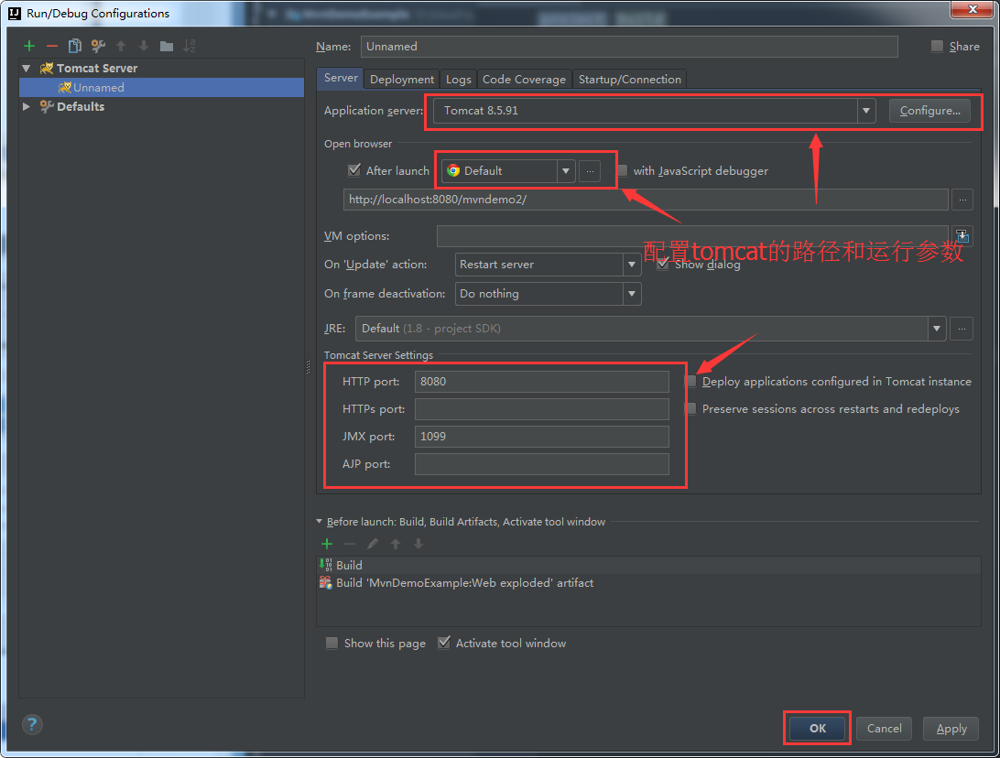 Run/Debug Configurations
Name: Unnamed Share
Tomcat Server
Unnamed
Defaults
Server Deployment Logs Code Coverage Startup/Connection
Application server: Tomcat 8.5.91 Configure...
Open browser
After launch Default ... with JavaScript debugger
http://localhost:8080/mvndemo2/ ...
VM options:
配置tomcat的路径和运行参数
On 'Update' action: Restart server Show dialog
On frame deactivation: Do nothing
JRE: Default (1.8 - project SDK) ...
Tomcat Server Settings
HTTP port: 8080 Deploy applications configured in Tomcat instance
HTTPs port: Preserve sessions across restarts and redeploys
JMX port: 1099
AJP port:
Before launch: Build, Build Artifacts, Activate tool window
Build
Build 'MvnDemoExample:Web exploded' artifact
Show this page Activate tool window
? OK Cancel Apply